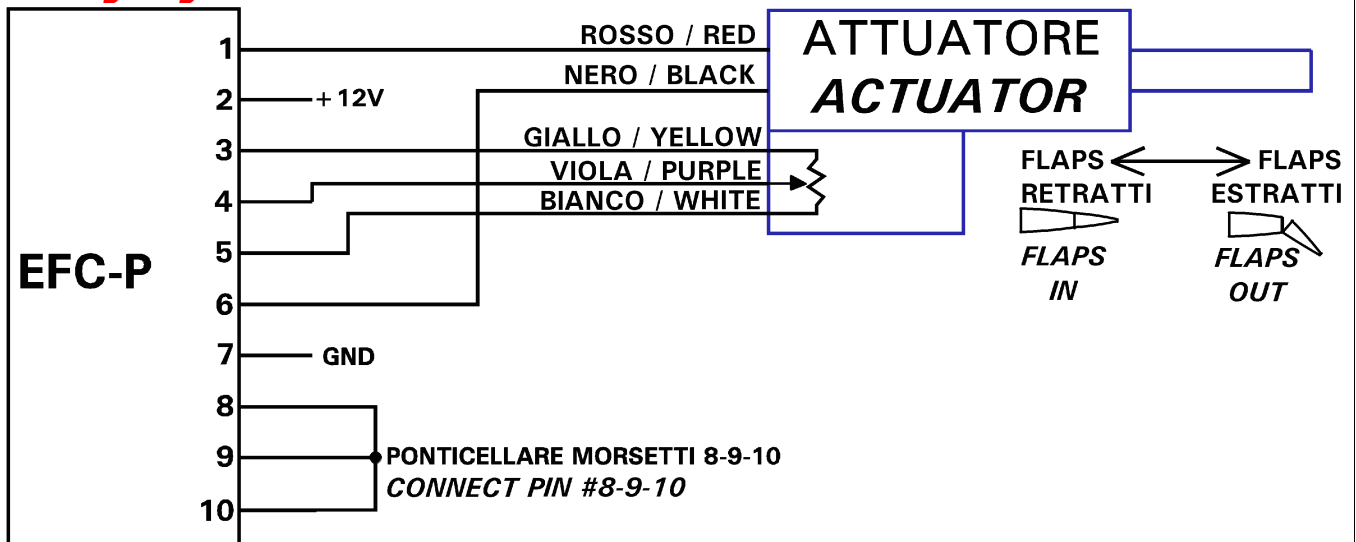 1 ROSSO / RED
2 +12V NERO / BLACK
ATTUATORE
ACTUATOR
3 GIALLO / YELLOW
4 VIOLA / PURPLE
5 BIANCO / WHITE
EFC-P
6
7 GND
8
9 PONTICELLARE MORSETTI 8-9-10
CONNECT PIN #8-9-10
10
FLAPS FLAPS
RETRATTI ESTRATTI
FLAPS FLAPS
IN OUT